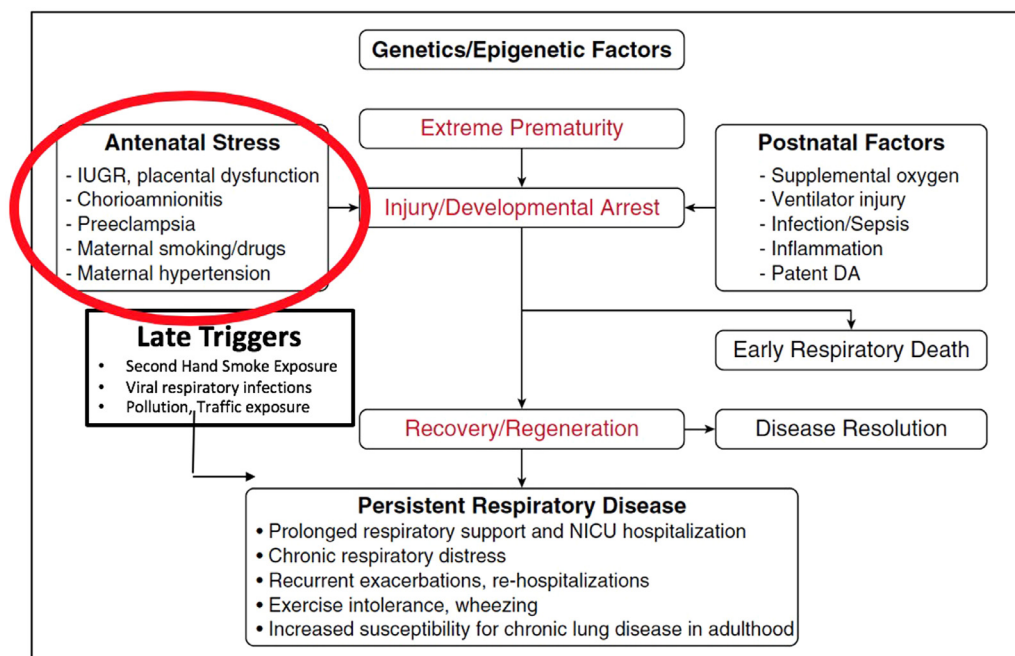 Genetics/Epigenetic Factors
Extreme Prematurity
Antenatal Stress
- IUGR, placental dysfunction
- Chorioamnionitis
- Preeclampsia
- Maternal smoking/drugs
- Maternal hypertension
Injury/Developmental Arrest
Postnatal Factors
- Supplemental oxygen
- Ventilator injury
- Infection/Sepsis
- Inflammation
- Patent DA
Late Triggers
• Second Hand Smoke Exposure
• Viral respiratory infections
• Pollution, Traffic exposure
Early Respiratory Death
Recovery/Regeneration
Disease Resolution
Persistent Respiratory Disease
• Prolonged respiratory support and NICU hospitalization
• Chronic respiratory distress
• Recurrent exacerbations, re-hospitalizations
• Exercise intolerance, wheezing
• Increased susceptibility for chronic lung disease in adulthood